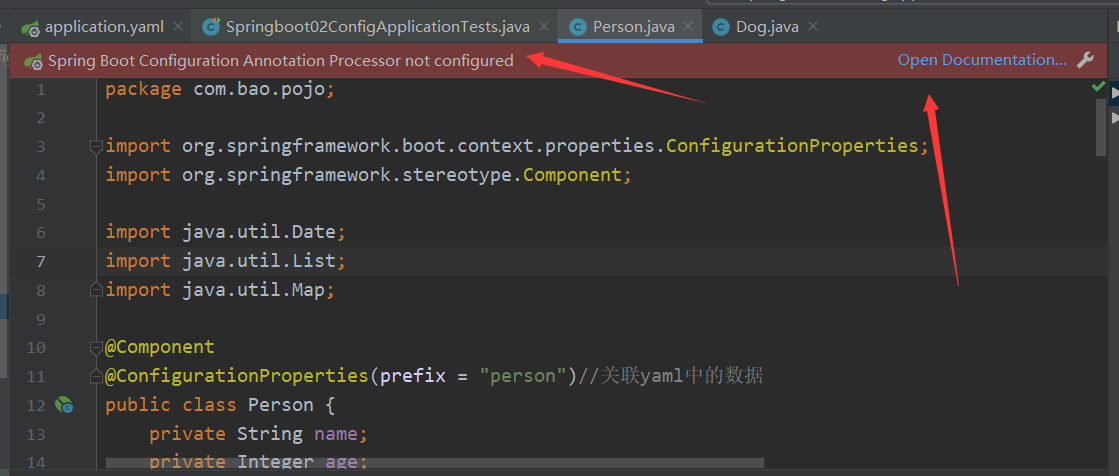 application.yaml Springboot02ConfigApplicationTests.java Person.java Dog.java
Spring Boot Configuration Annotation Processor not configured Open Documentation...
1 package com.bao.pojo;
2
3 import org.springframework.boot.context.properties.ConfigurationProperties;
4 import org.springframework.stereotype.Component;
5
6 import java.util.Date;
7 import java.util.List;
8 import java.util.Map;
9
10 @Component
11 @ConfigurationProperties(prefix = "person")//关联yaml中的数据
12 public class Person {
13 private String name;
14 private Integer age;